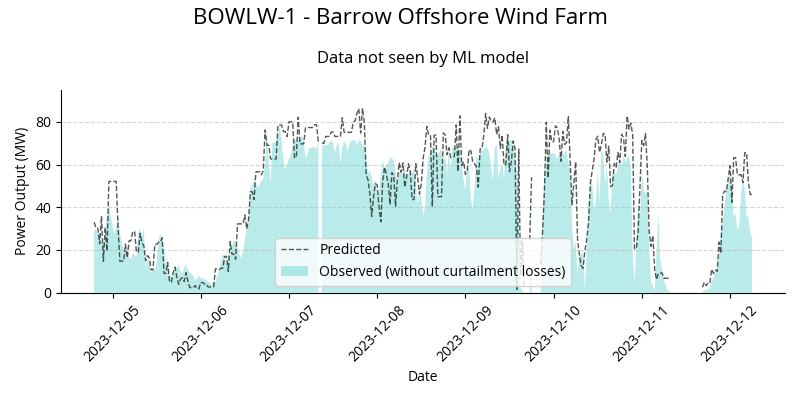 BOWLW-1 - Barrow Offshore Wind Farm
Data not seen by ML model
Power Output (MW)
80
60
40
20
0
Predicted
Observed (without curtailment losses)
2023-12-05
2023-12-06
2023-12-07
2023-12-08
2023-12-09
2023-12-10
2023-12-11
2023-12-12
Date